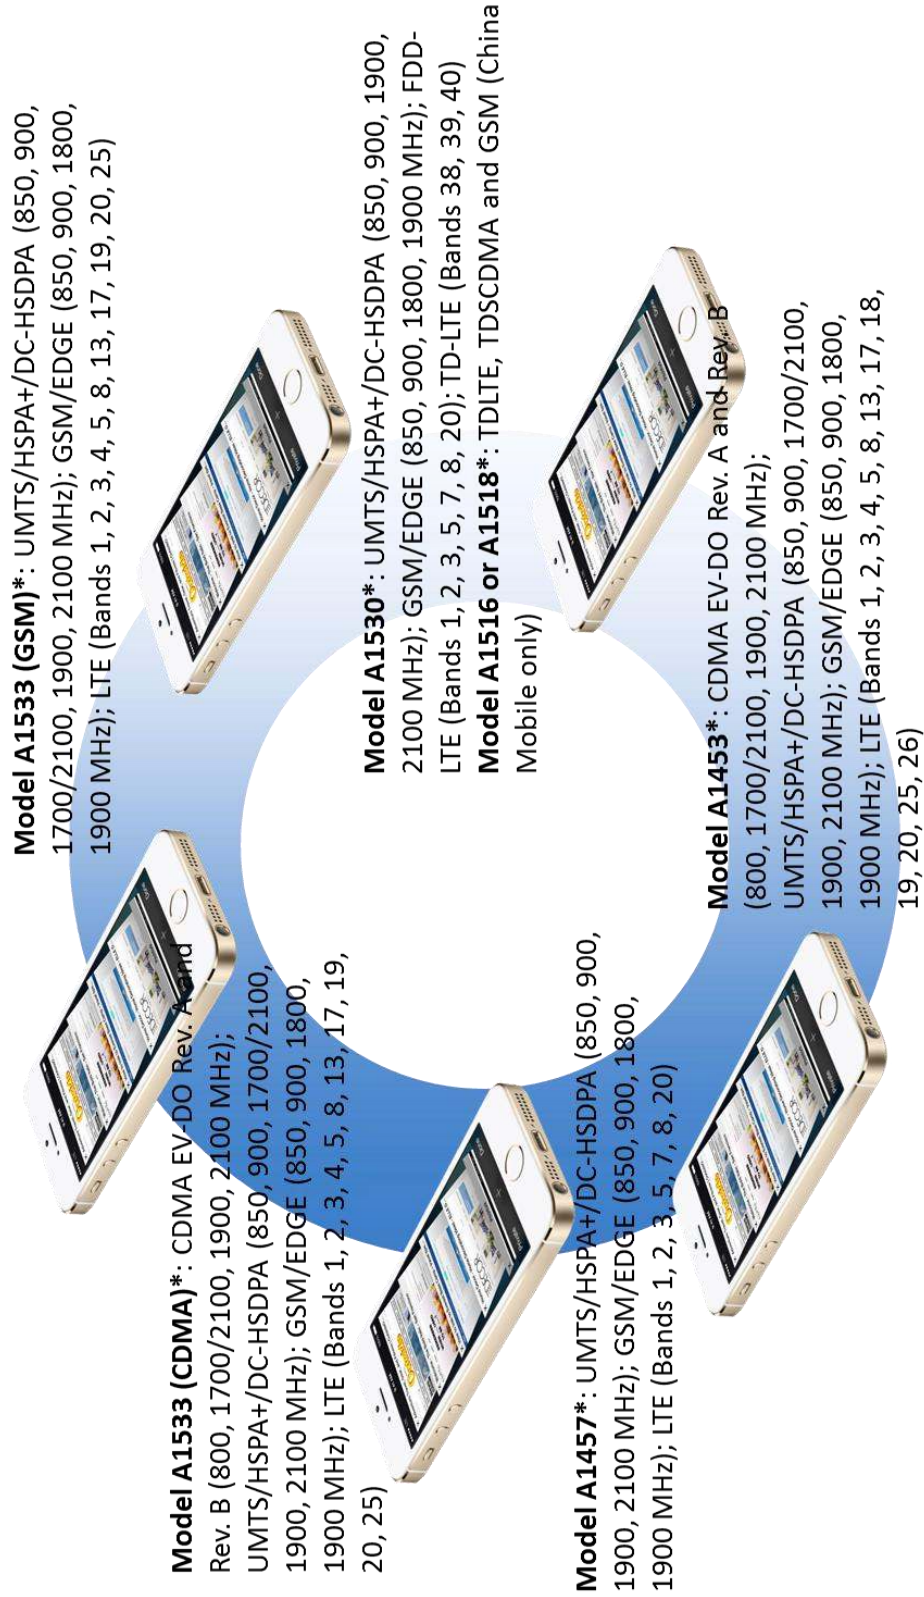 Model A1533 (GSM)*: UMTS/HSPA+/DC-HSDPA (850, 900,
1700/2100, 1900, 2100 MHz); GSM/EDGE (850, 900, 1800,
1900 MHz); LTE (Bands 1, 2, 3, 4, 5, 8, 13, 17, 19, 20, 25)
Model A1533 (CDMA)*: CDMA EV-DO Rev. A and
Rev. B (800, 1700/2100, 1900, 2100 MHz);
UMTS/HSPA+/DC-HSDPA (850, 900, 1700/2100,
1900, 2100 MHz); GSM/EDGE (850, 900, 1800,
1900 MHz); LTE (Bands 1, 2, 3, 4, 5, 8, 13, 17, 19,
20, 25)
Model A1530*: UMTS/HSPA+/DC-HSDPA (850, 900, 1900,
2100 MHz); GSM/EDGE (850, 900, 1800, 1900 MHz); FDD-
LTE (Bands 1, 2, 3, 5, 7, 8, 20); TD-LTE (Bands 38, 39, 40)
Model A1516 or A1518*: TDLTE, TDSCDMA and GSM (China
Mobile only)
Model A1457*: UMTS/HSPA+/DC-HSDPA (850, 900,
1900, 2100 MHz); GSM/EDGE (850, 900, 1800,
1900 MHz); LTE (Bands 1, 2, 3, 5, 7, 8, 20)
Model A1453*: CDMA EV-DO Rev. A and Rev. B
(800, 1700/2100, 1900, 2100 MHz);
UMTS/HSPA+/DC-HSDPA (850, 900, 1700/2100,
1900, 2100 MHz); GSM/EDGE (850, 900, 1800,
1900 MHz); LTE (Bands 1, 2, 3, 4, 5, 8, 13, 17, 18,
19, 20, 25, 26)